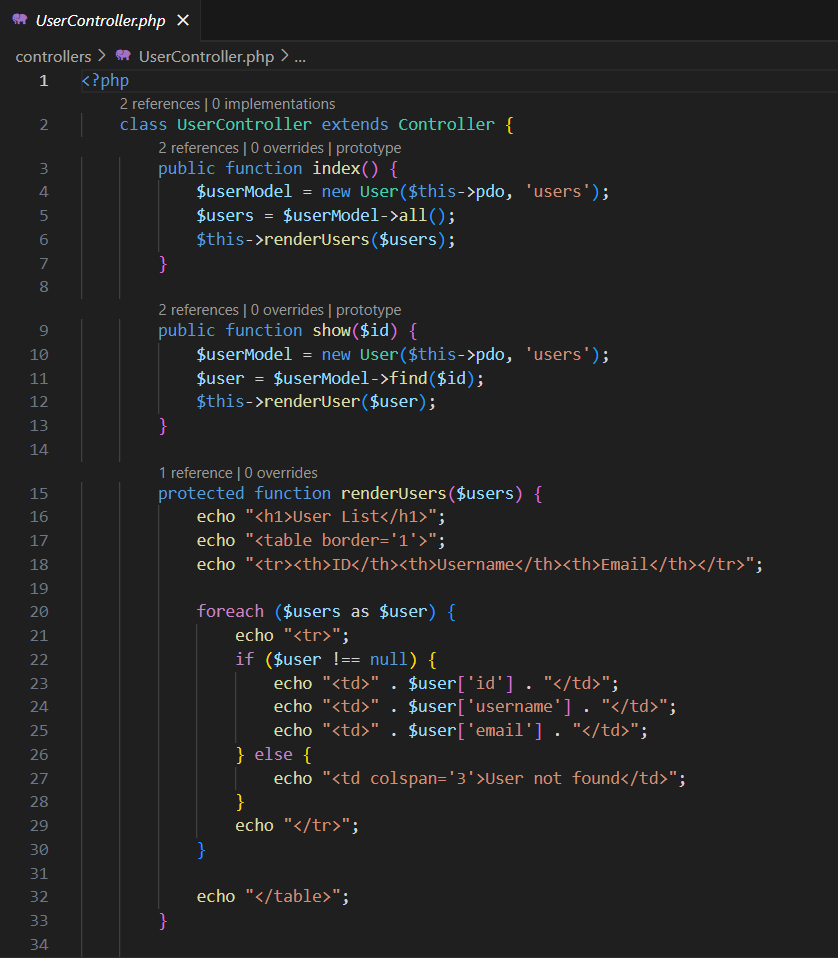 UserController.php ×
controllers > UserController.php > ...
1 <?php
2 references | 0 implementations
2 class UserController extends Controller {
2 references | 0 overrides | prototype
3 public function index() {
4 $userModel = new User($this->pdo, 'users');
5 $users = $userModel->all();
6 $this->renderUsers($users);
7 }
8
2 references | 0 overrides | prototype
9 public function show($id) {
10 $userModel = new User($this->pdo, 'users');
11 $user = $userModel->find($id);
12 $this->renderUser($user);
13 }
14
1 reference | 0 overrides
15 protected function renderUsers($users) {
16 echo "<h1>User List</h1>";
17 echo "<table border='1'>";
18 echo "<tr><th>ID</th><th>Username</th><th>Email</th></tr>";
19
20 foreach ($users as $user) {
21 echo "<tr>";
22 if ($user !== null) {
23 echo "<td>" . $user['id'] . "</td>";
24 echo "<td>" . $user['username'] . "</td>";
25 echo "<td>" . $user['email'] . "</td>";
26 } else {
27 echo "<td colspan='3'>User not found</td>";
28 }
29 echo "</tr>";
30 }
31
32 echo "</table>";
33 }
34